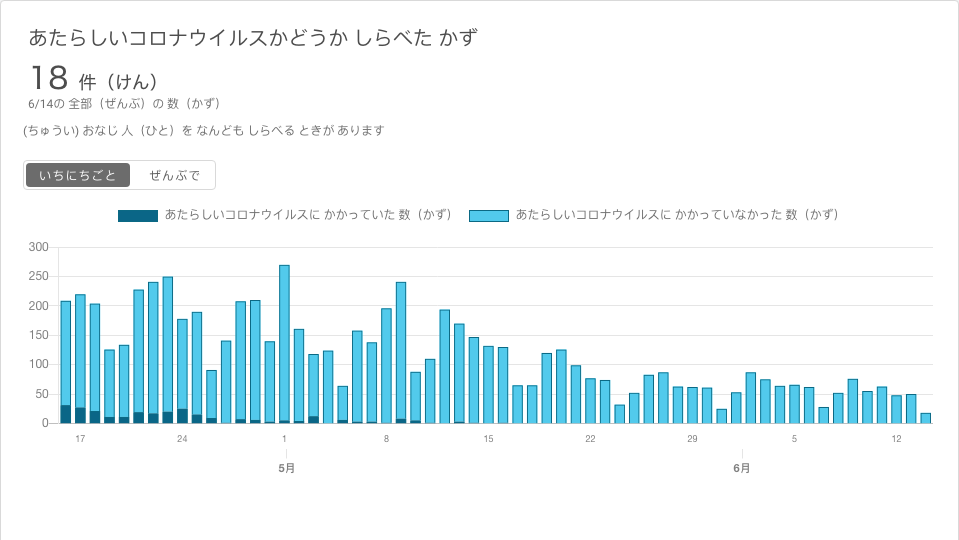 あたらしいコロナウイルスかどうか しらべた かず
18 件（けん）
6/14の 全部（ぜんぶ）の 数（かず）
(ちゅうい) おなじ 人（ひと）を なんども しらべる ときが あります
いちにちごと ぜんぶで
あたらしいコロナウイルスに かかっていた 数（かず） あたらしいコロナウイルスに かかっていなかった 数（かず）
300
250
200
150
100
50
0
17 24 1 8 15 22 29 5 12
5月 6月